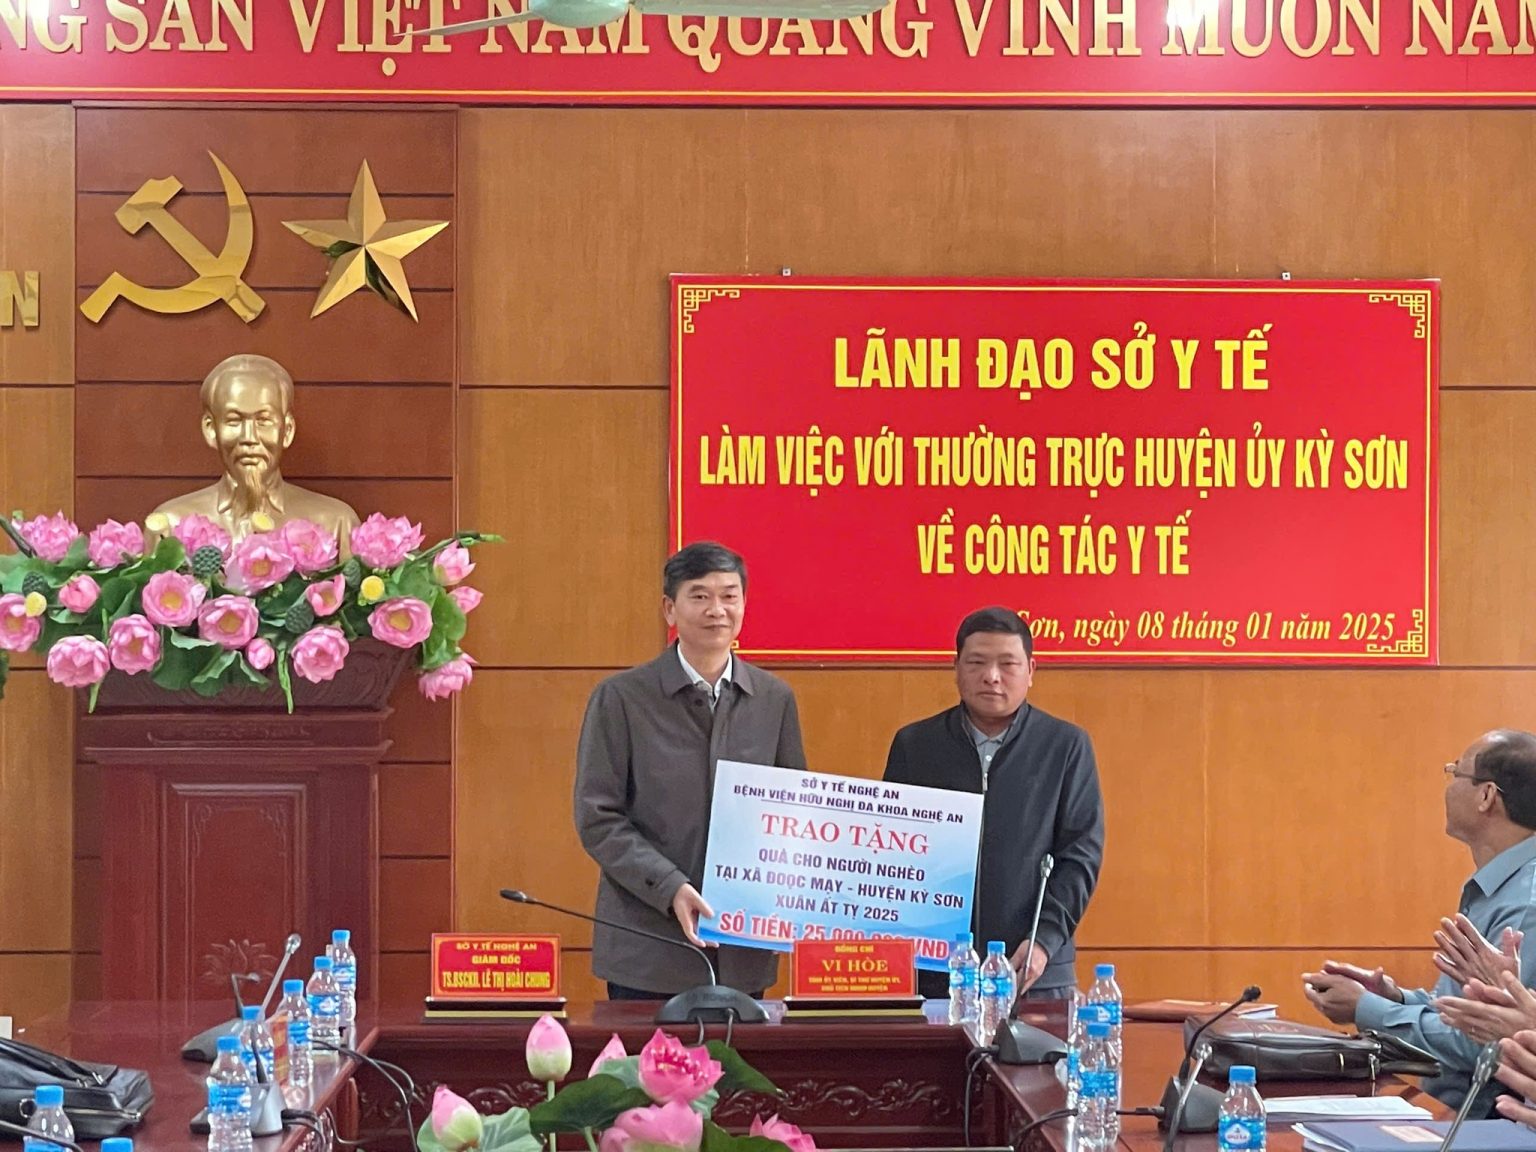 NG SẢN VIỆT NAM QUANG VINH MUÔN NĂM
N
LÃNH ĐẠO SỞ Y TẾ
LÀM VIỆC VỚI THƯỜNG TRỰC HUYỆN ỦY KỲ SƠN
VỀ CÔNG TÁC Y TẾ
Sơn, ngày 08 tháng 01 năm 2025
SỞ Y TẾ NGHỆ AN
BỆNH VIỆN HỮU NGHỊ ĐA KHOA NGHỆ AN
TRAO TẶNG
QUÀ CHO NGƯỜI NGHÈO
TẠI XÃ ĐOỌC MẠY - HUYỆN KỲ SƠN
XUÂN ẤT TỴ 2025
SỐ TIỀN: 25.000.000 VNĐ
SỞ Y TẾ NGHỆ AN
GIÁM ĐỐC
TS.BSCKII. LÊ THỊ HOÀI CHUNG
ĐỒNG CHÍ
VI HÒE